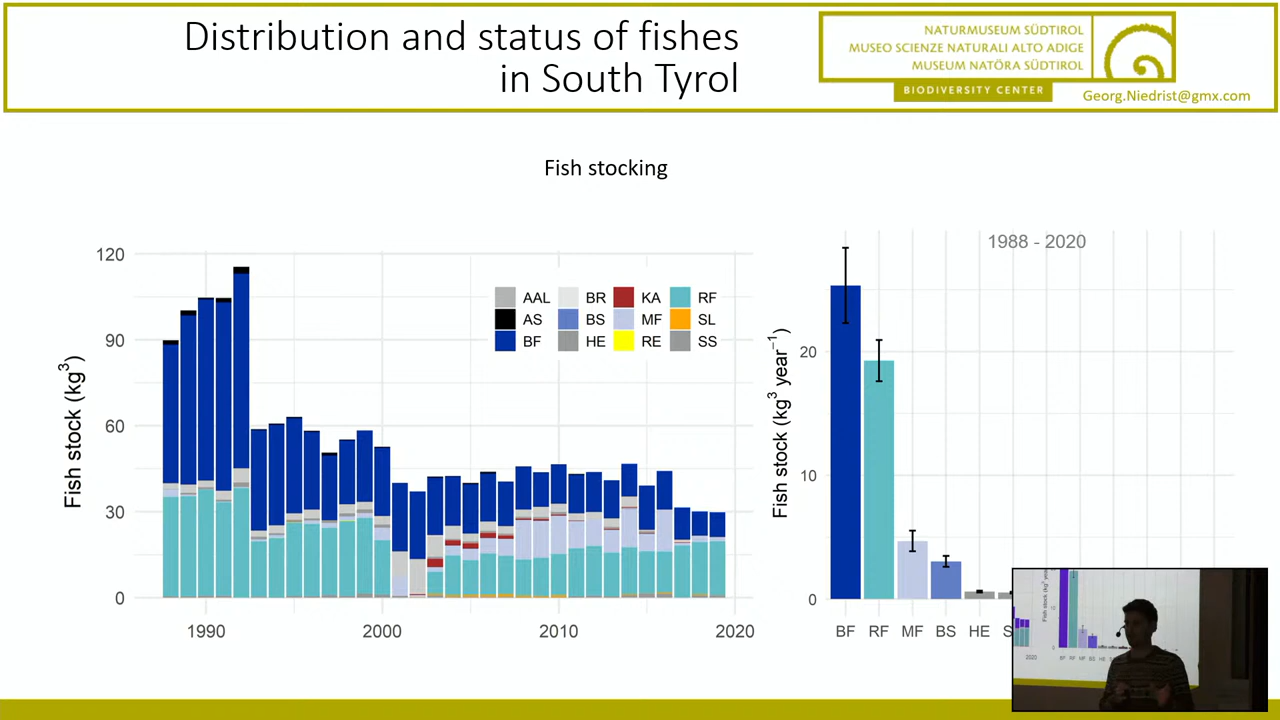 Distribution and status of fishes
in South Tyrol
NATURMUSEUM SÜDTIROL
MUSEO SCIENZE NATURALI ALTO ADIGE
MUSEUM NATÖRA SÜDTIROL
BIODIVERSITY CENTER
Georg.Niedrist@gmx.com
Fish stocking
Fish stock (kg³)
120
90
60
30
0
1990
2000
2010
2020
AAL BR KA RF
AS BS MF SL
BF HE RE SS
1988 - 2020
Fish stock (kg³ year⁻¹)
20
10
0
BF RF MF BS HE